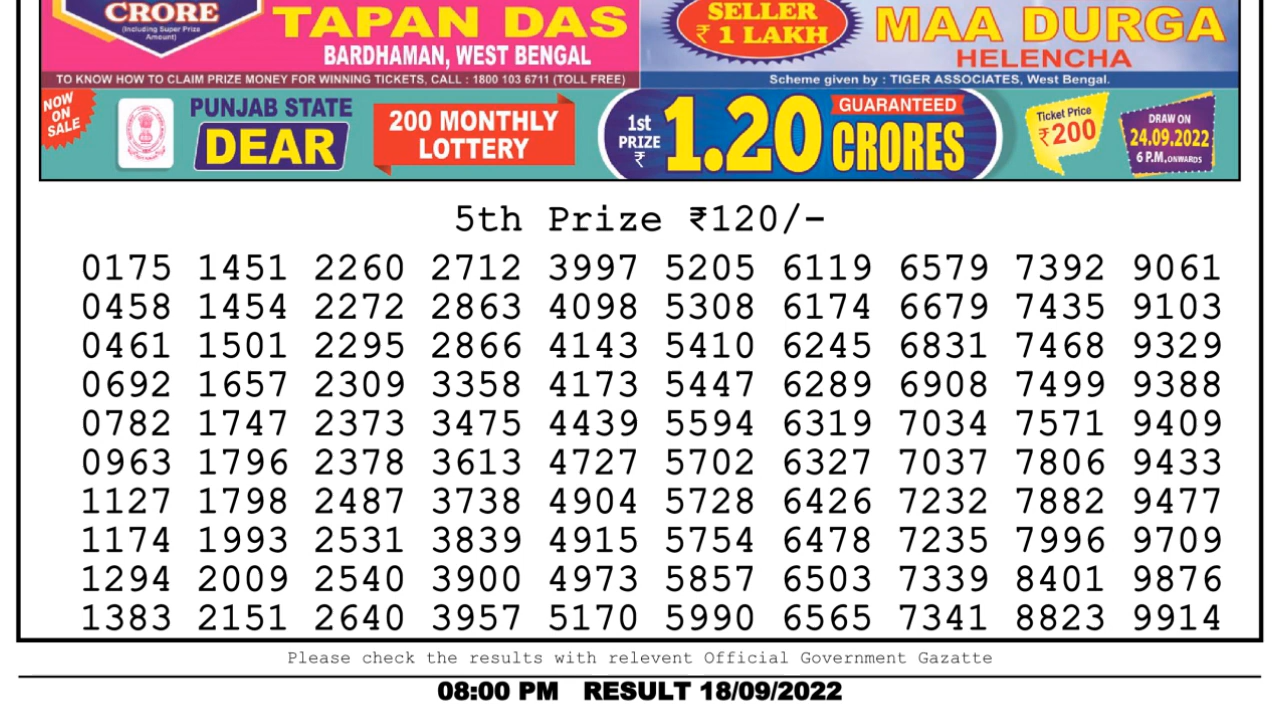 CRORE
(Including Super Prize
Amount)
TAPAN DAS
BARDHAMAN, WEST BENGAL
SELLER
₹ 1 LAKH
MAA DURGA
HELENCHA
TO KNOW HOW TO CLAIM PRIZE MONEY FOR WINNING TICKETS, CALL : 1800 103 6711 (TOLL FREE)
Scheme given by : TIGER ASSOCIATES, West Bengal.
NOW
ON
SALE
PUNJAB STATE
DEAR
200 MONTHLY
LOTTERY
1st
PRIZE
₹
1.20
GUARANTEED
CRORES
Ticket Price
₹200
DRAW ON
24.09.2022
6 P.M. ONWARDS
5th Prize ₹120/-
0175 1451 2260 2712 3997 5205 6119 6579 7392 9061
0458 1454 2272 2863 4098 5308 6174 6679 7435 9103
0461 1501 2295 2866 4143 5410 6245 6831 7468 9329
0692 1657 2309 3358 4173 5447 6289 6908 7499 9388
0782 1747 2373 3475 4439 5594 6319 7034 7571 9409
0963 1796 2378 3613 4727 5702 6327 7037 7806 9433
1127 1798 2487 3738 4904 5728 6426 7232 7882 9477
1174 1993 2531 3839 4915 5754 6478 7235 7996 9709
1294 2009 2540 3900 4973 5857 6503 7339 8401 9876
1383 2151 2640 3957 5170 5990 6565 7341 8823 9914
Please check the results with relevent Official Government Gazatte
08:00 PM RESULT 18/09/2022